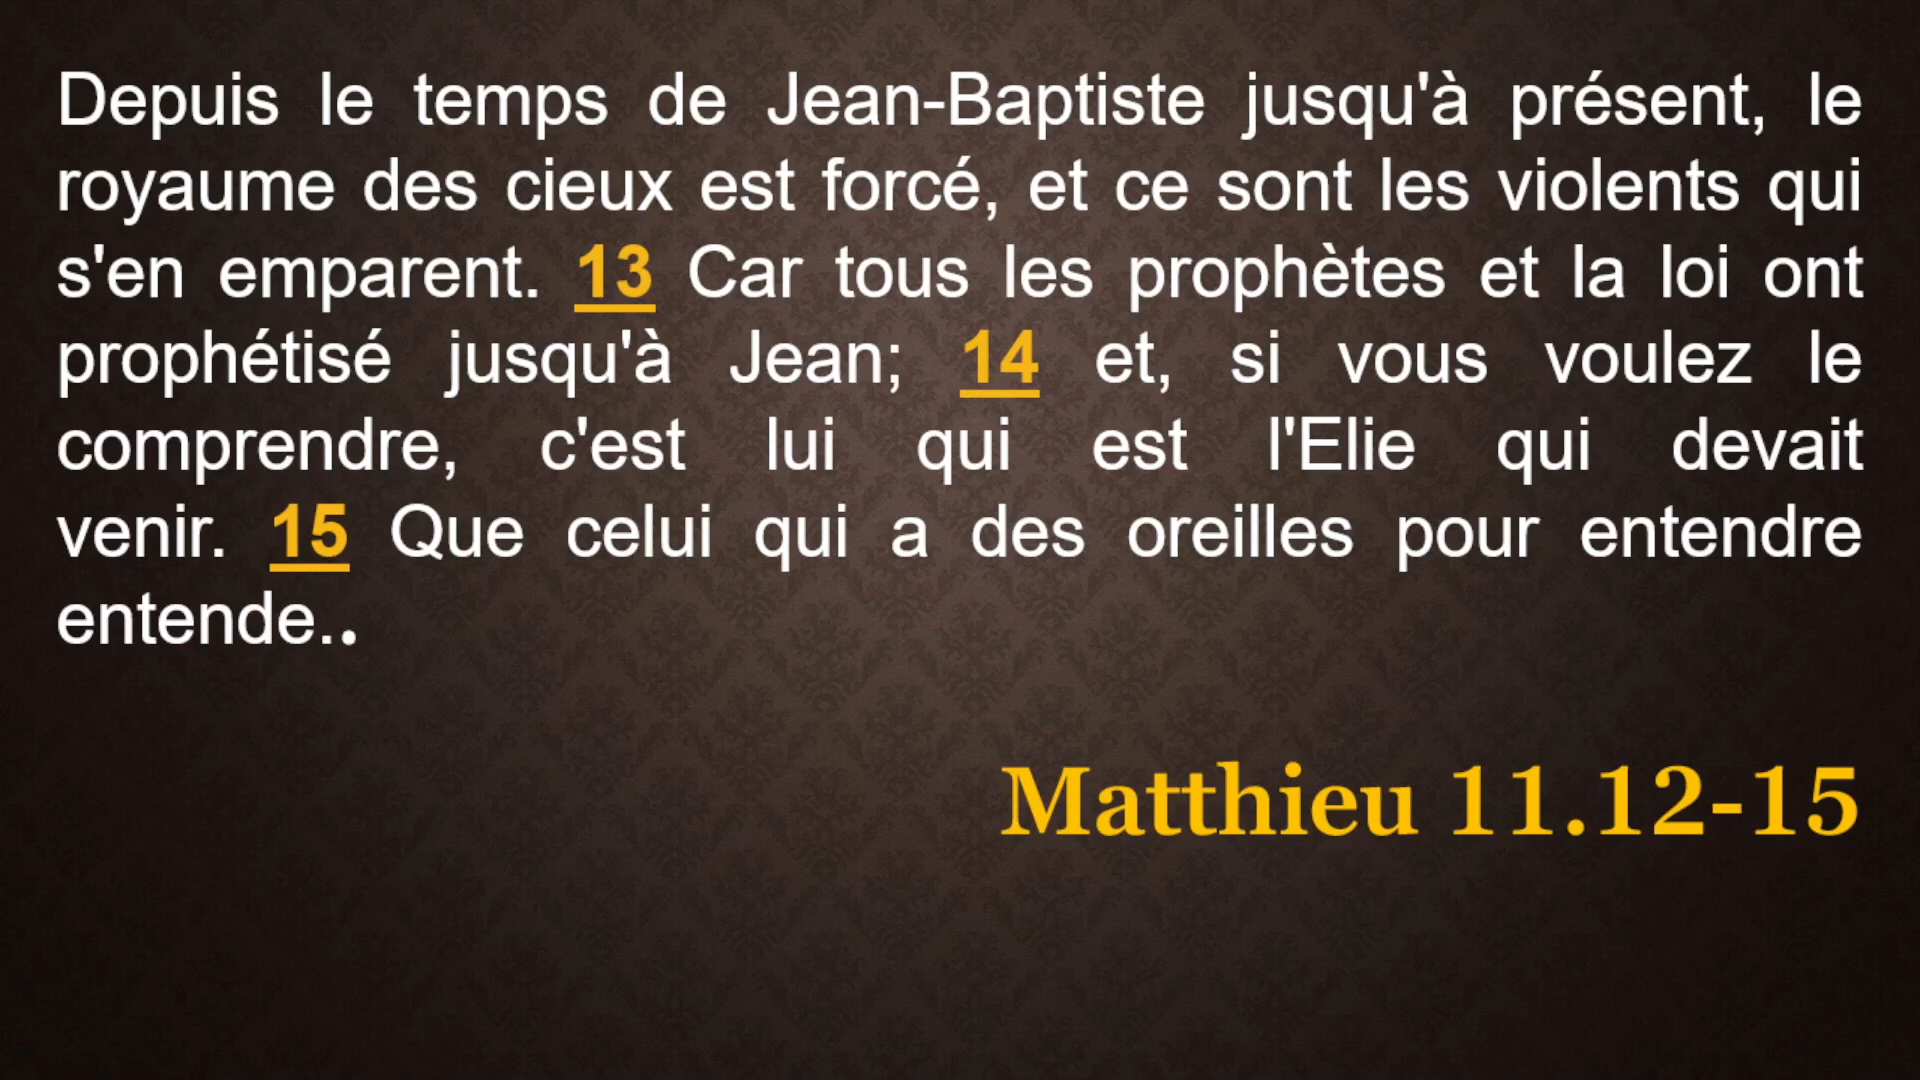 Depuis le temps de Jean-Baptiste jusqu'à présent, le
royaume des cieux est forcé, et ce sont les violents qui
s'en emparent. 13 Car tous les prophètes et la loi ont
prophétisé jusqu'à Jean; 14 et, si vous voulez le
comprendre, c'est lui qui est l'Elie qui devait
venir. 15 Que celui qui a des oreilles pour entendre
entende..
Matthieu 11.12-15